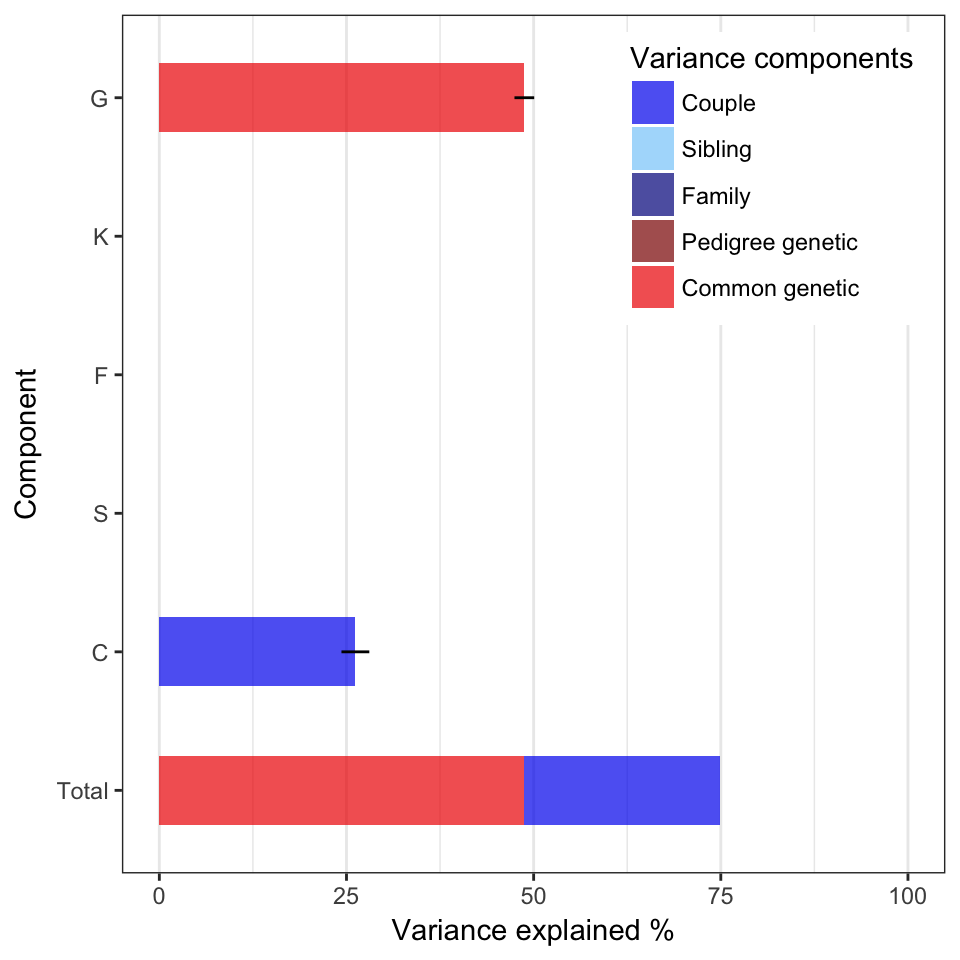 Variance components
Couple
Sibling
Family
Pedigree genetic
Common genetic
G
K
F
S
C
Total
Component
0 25 50 75 100
Variance explained %